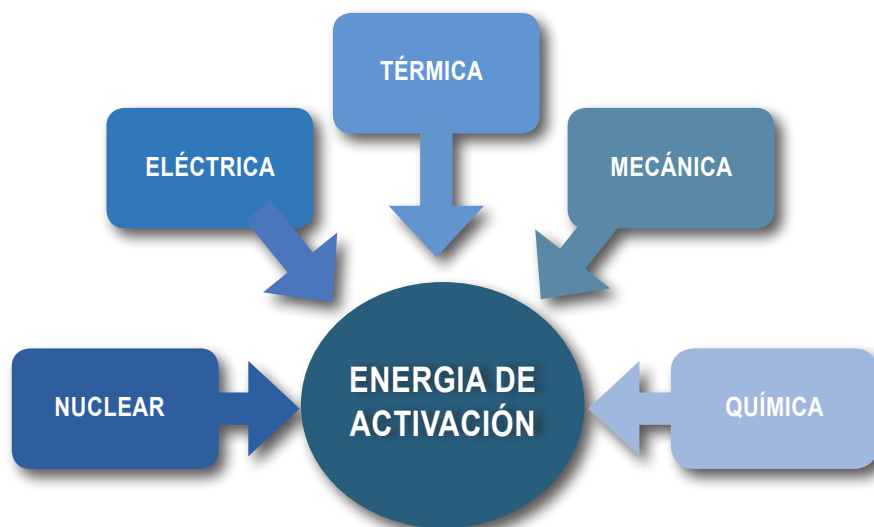 TÉRMICA
ELÉCTRICA
MECÁNICA
ENERGIA DE
ACTIVACIÓN
NUCLEAR
QUÍMICA